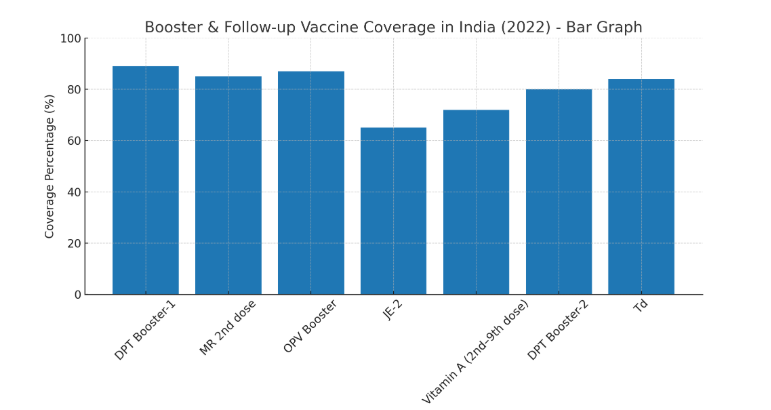 Booster & Follow-up Vaccine Coverage in India (2022) - Bar Graph
Coverage Percentage (%)
100
80
60
40
20
0
DPT Booster-1
MR 2nd dose
OPV Booster
JE-2
Vitamin A (2nd–9th dose)
DPT Booster-2
Td